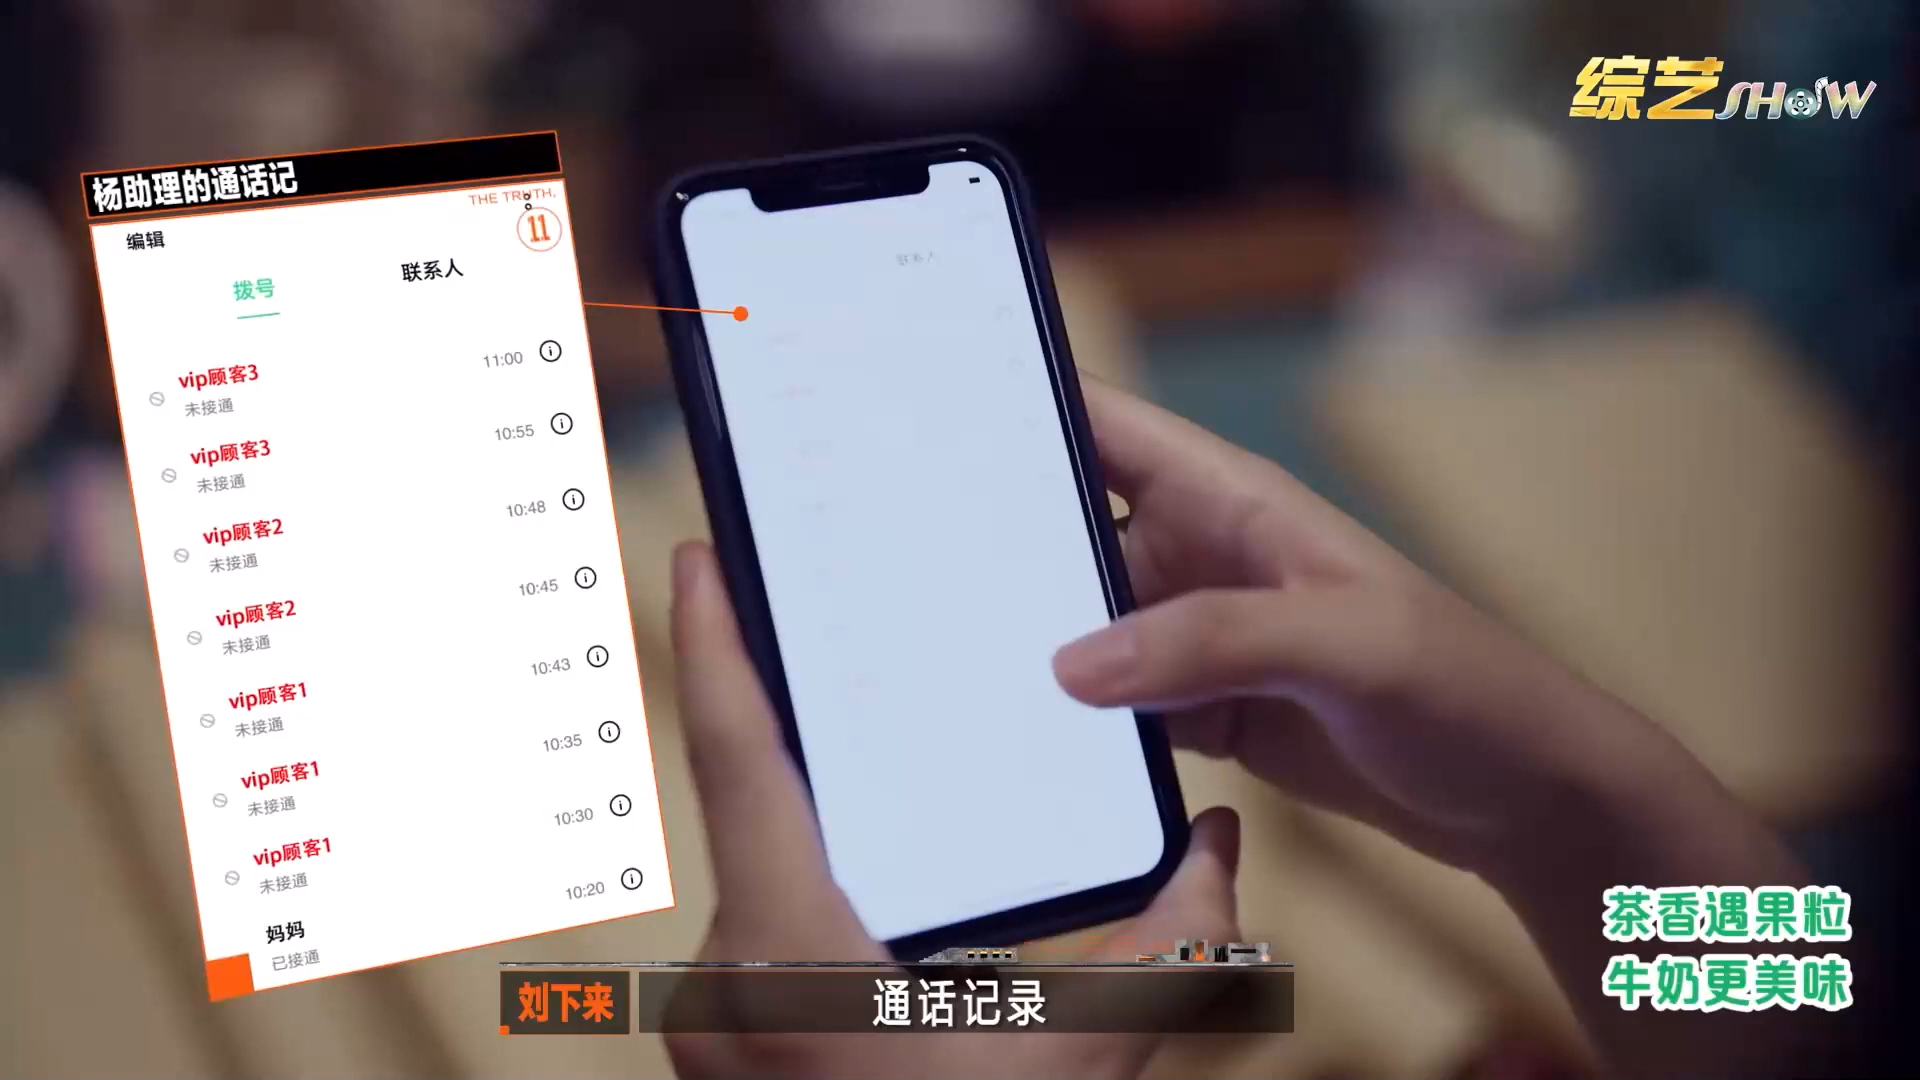 综艺SHOW
杨助理的通话记
THE TRUTH.
11
编辑
拨号
联系人
vip顾客3
未接通
11:00
vip顾客3
未接通
10:55
vip顾客2
未接通
10:48
vip顾客2
未接通
10:45
vip顾客1
未接通
10:43
vip顾客1
未接通
10:35
vip顾客1
未接通
10:30
妈妈
已接通
10:20
联系人
茶香遇果粒
牛奶更美味
刘下来
通话记录